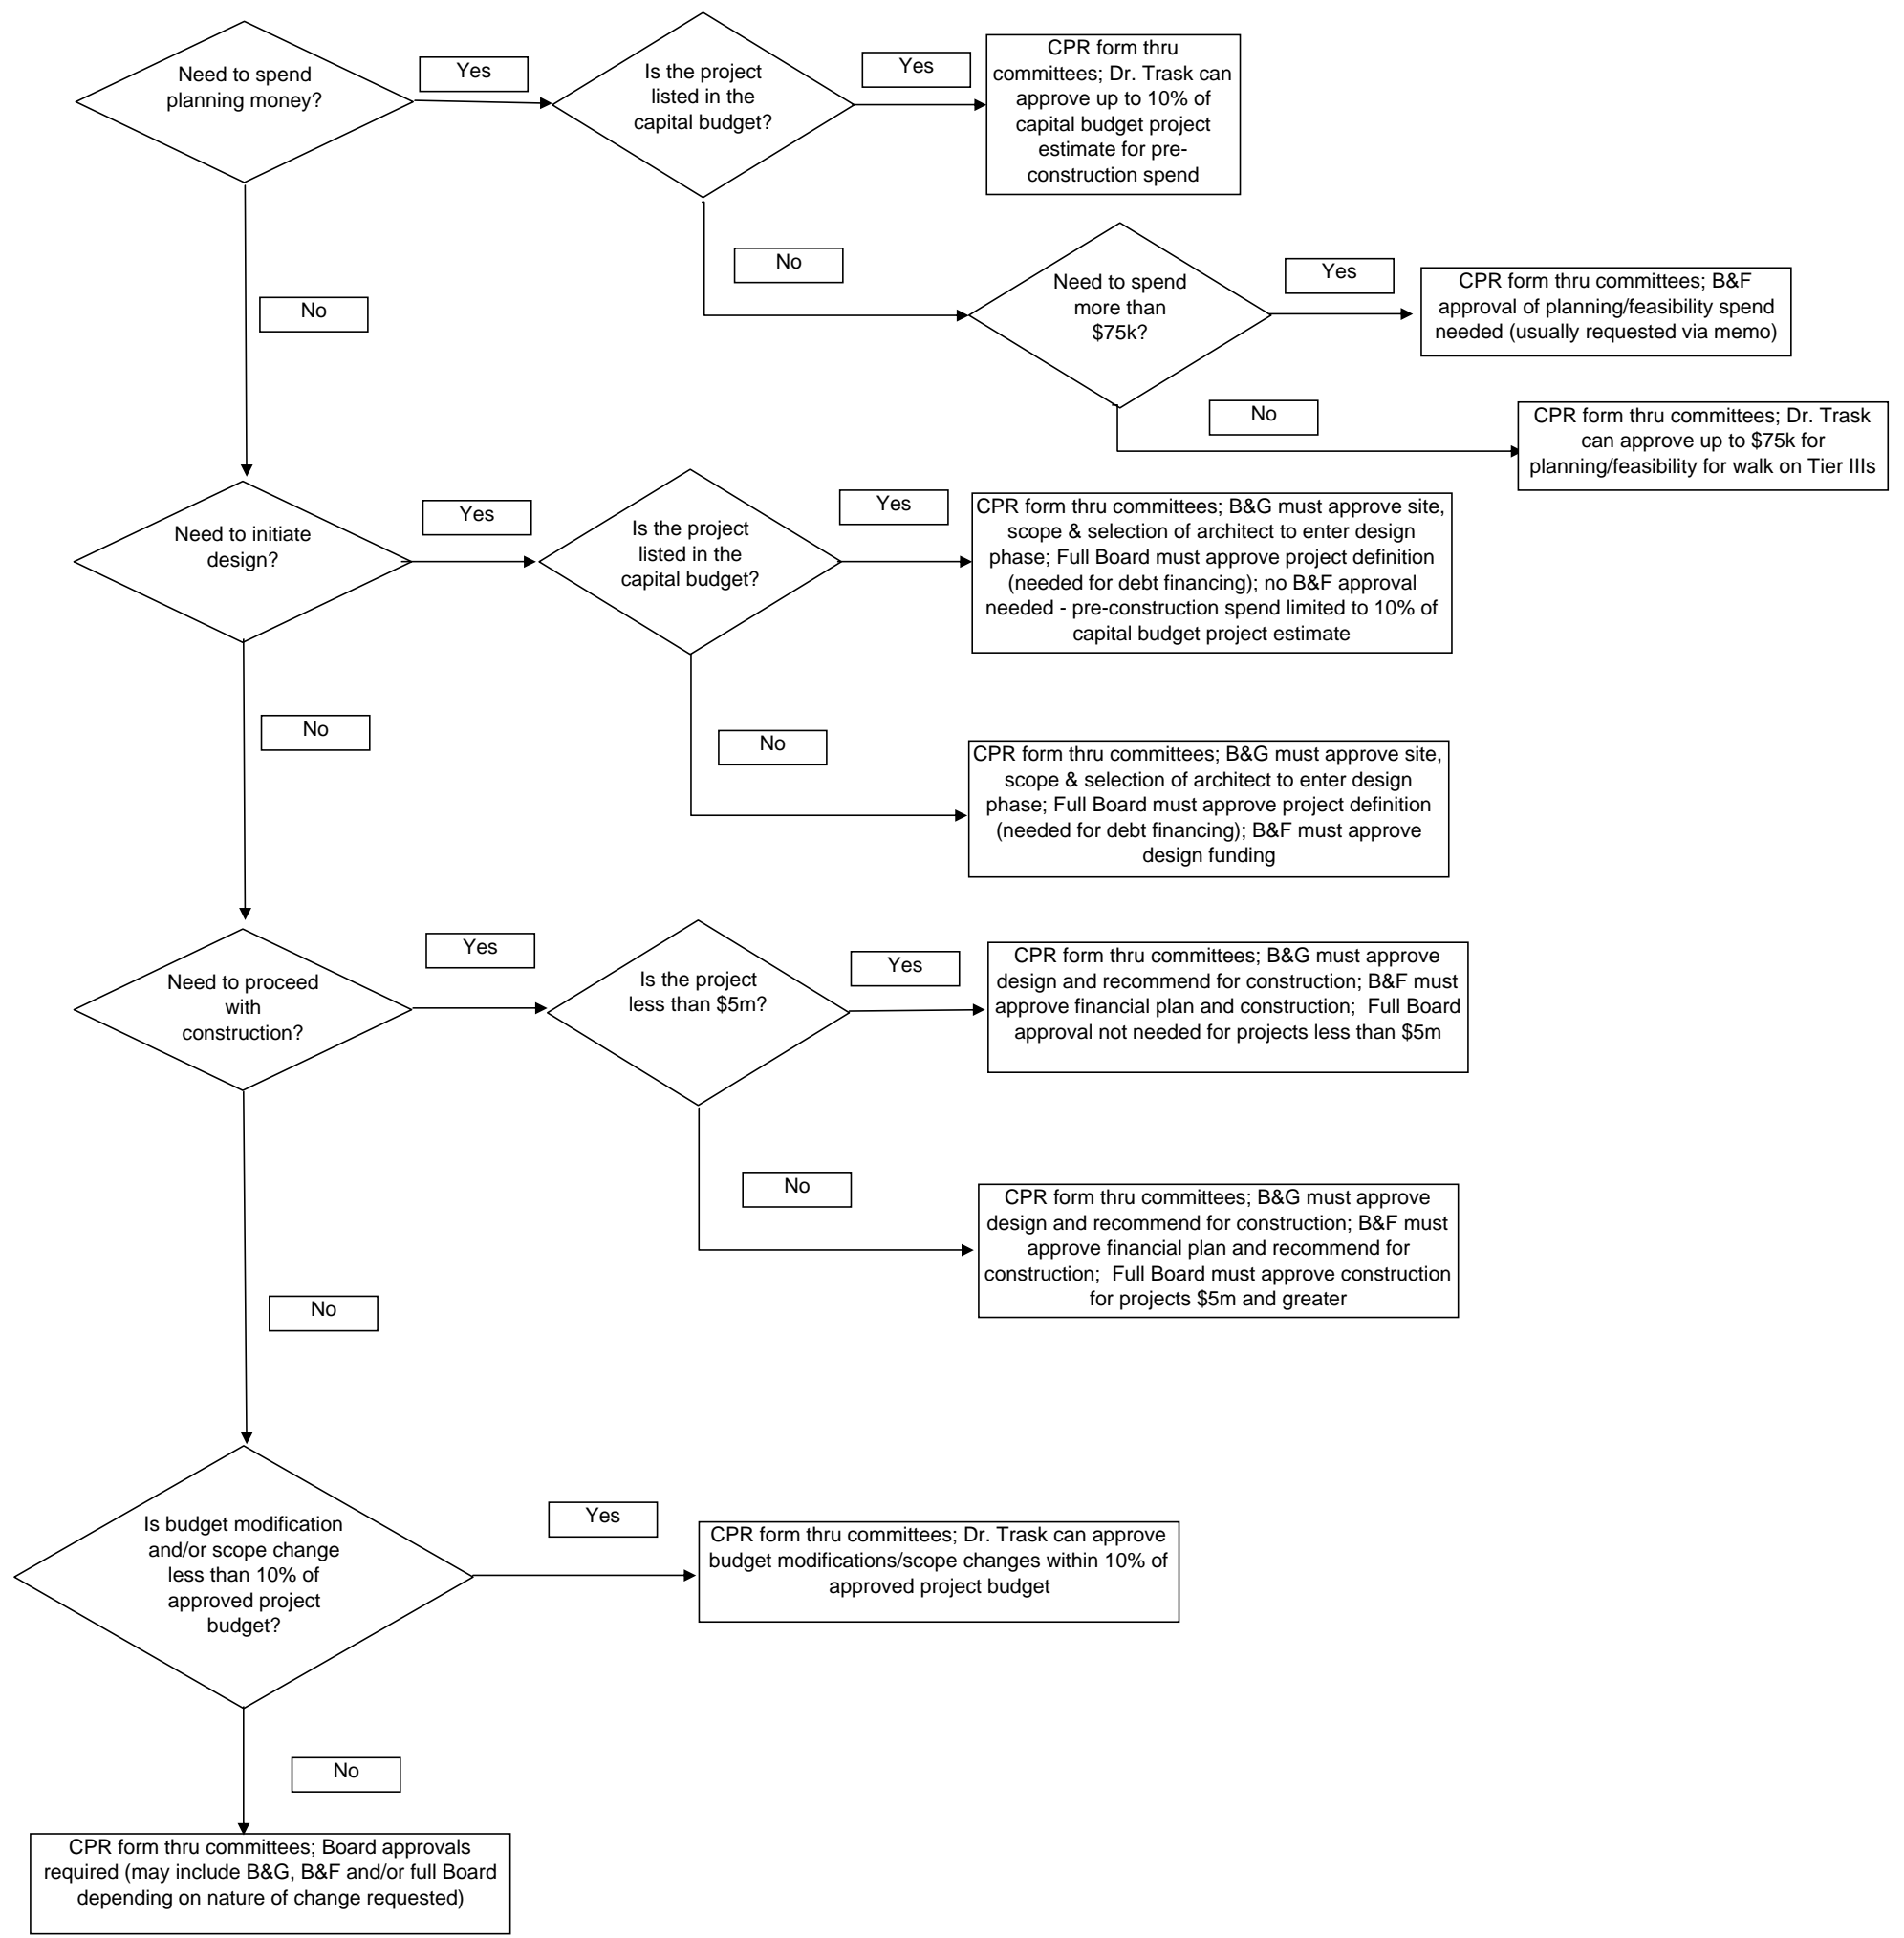 Need to spend
planning money?
Yes
Is the project
listed in the
capital budget?
Yes
CPR form thru
committees; Dr. Trask can
approve up to 10% of
capital budget project
estimate for pre-
construction spend
No
Need to spend
more than
$75k?
Yes
CPR form thru committees; B&F
approval of planning/feasibility spend
needed (usually requested via memo)
No
No
CPR form thru committees; Dr. Trask
can approve up to $75k for
planning/feasibility for walk on Tier IIIs
Need to initiate
design?
Yes
Is the project
listed in the
capital budget?
Yes
CPR form thru committees; B&G must approve site,
scope & selection of architect to enter design
phase; Full Board must approve project definition
(needed for debt financing); no B&F approval
needed - pre-construction spend limited to 10% of
capital budget project estimate
No
No
CPR form thru committees; B&G must approve site,
scope & selection of architect to enter design
phase; Full Board must approve project definition
(needed for debt financing); B&F must approve
design funding
Need to proceed
with
construction?
Yes
Is the project
less than $5m?
Yes
CPR form thru committees; B&G must approve
design and recommend for construction; B&F must
approve financial plan and construction;  Full Board
approval not needed for projects less than $5m
No
CPR form thru committees; B&G must approve
design and recommend for construction; B&F must
approve financial plan and recommend for
construction;  Full Board must approve construction
for projects $5m and greater
No
Is budget modification
and/or scope change
less than 10% of
approved project
budget?
Yes
CPR form thru committees; Dr. Trask can approve
budget modifications/scope changes within 10% of
approved project budget
No
CPR form thru committees; Board approvals
required (may include B&G, B&F and/or full Board
depending on nature of change requested)